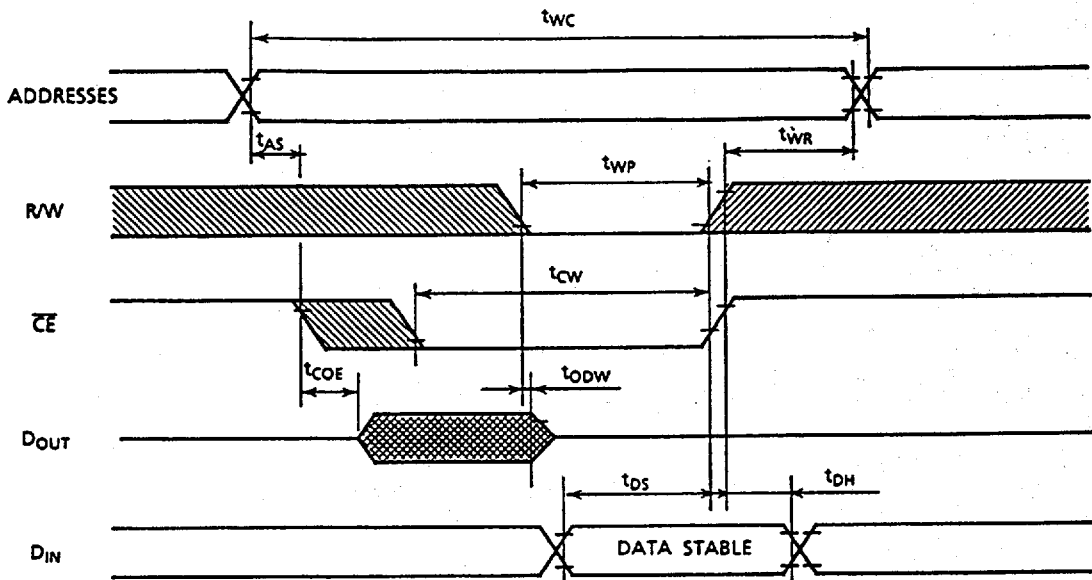 tWC
ADDRESSES
tAS
tWR
tWP
R/W
tCW
CE
tCOE
tODW
DOUT
tDS
tDH
DIN
DATA STABLE